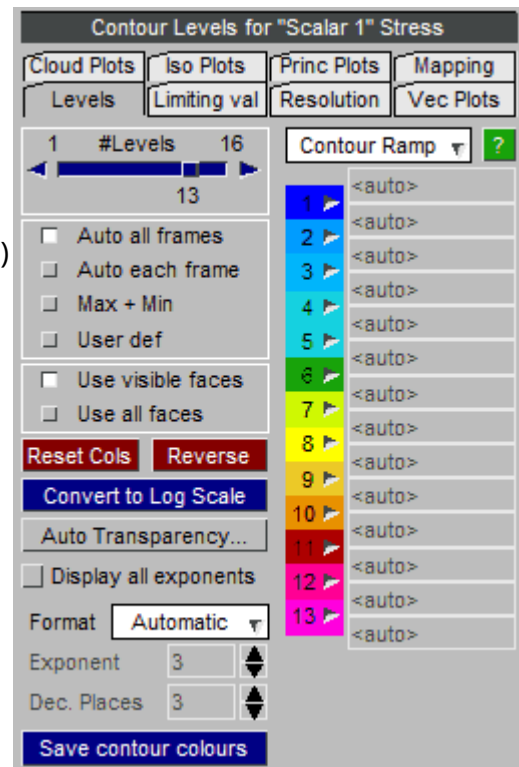 Contour Levels for "Scalar 1" Stress
Cloud Plots Iso Plots Princ Plots Mapping
Levels Limiting val Resolution Vec Plots
1 #Levels 16
13
)
Auto all frames
Auto each frame
Max + Min
User def
Use visible faces
Use all faces
Reset Cols Reverse
Convert to Log Scale
Auto Transparency...
Display all exponents
Format Automatic
Exponent 3
Dec. Places 3
Save contour colours
Contour Ramp ?
<auto>
1
<auto>
2
<auto>
3
<auto>
4
<auto>
5
<auto>
6
<auto>
7
<auto>
8
<auto>
9
<auto>
10
<auto>
11
<auto>
12
<auto>
13
<auto>